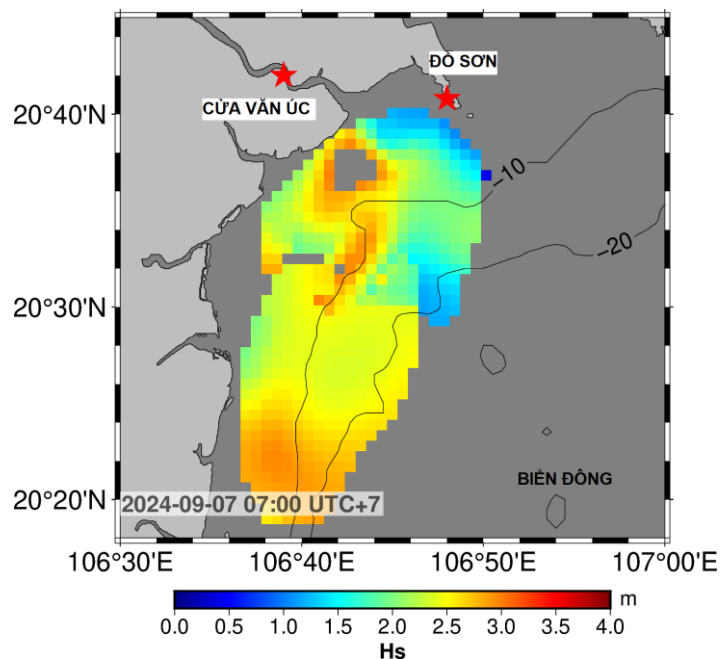 ĐỒ SƠN
CỬA VĂN ÚC
20°40'N
-10
-20
20°30'N
BIỂN ĐÔNG
20°20'N
2024-09-07 07:00 UTC+7
106°30'E 106°40'E 106°50'E 107°00'E
m
0.0 0.5 1.0 1.5 2.0 2.5 3.0 3.5 4.0
Hs